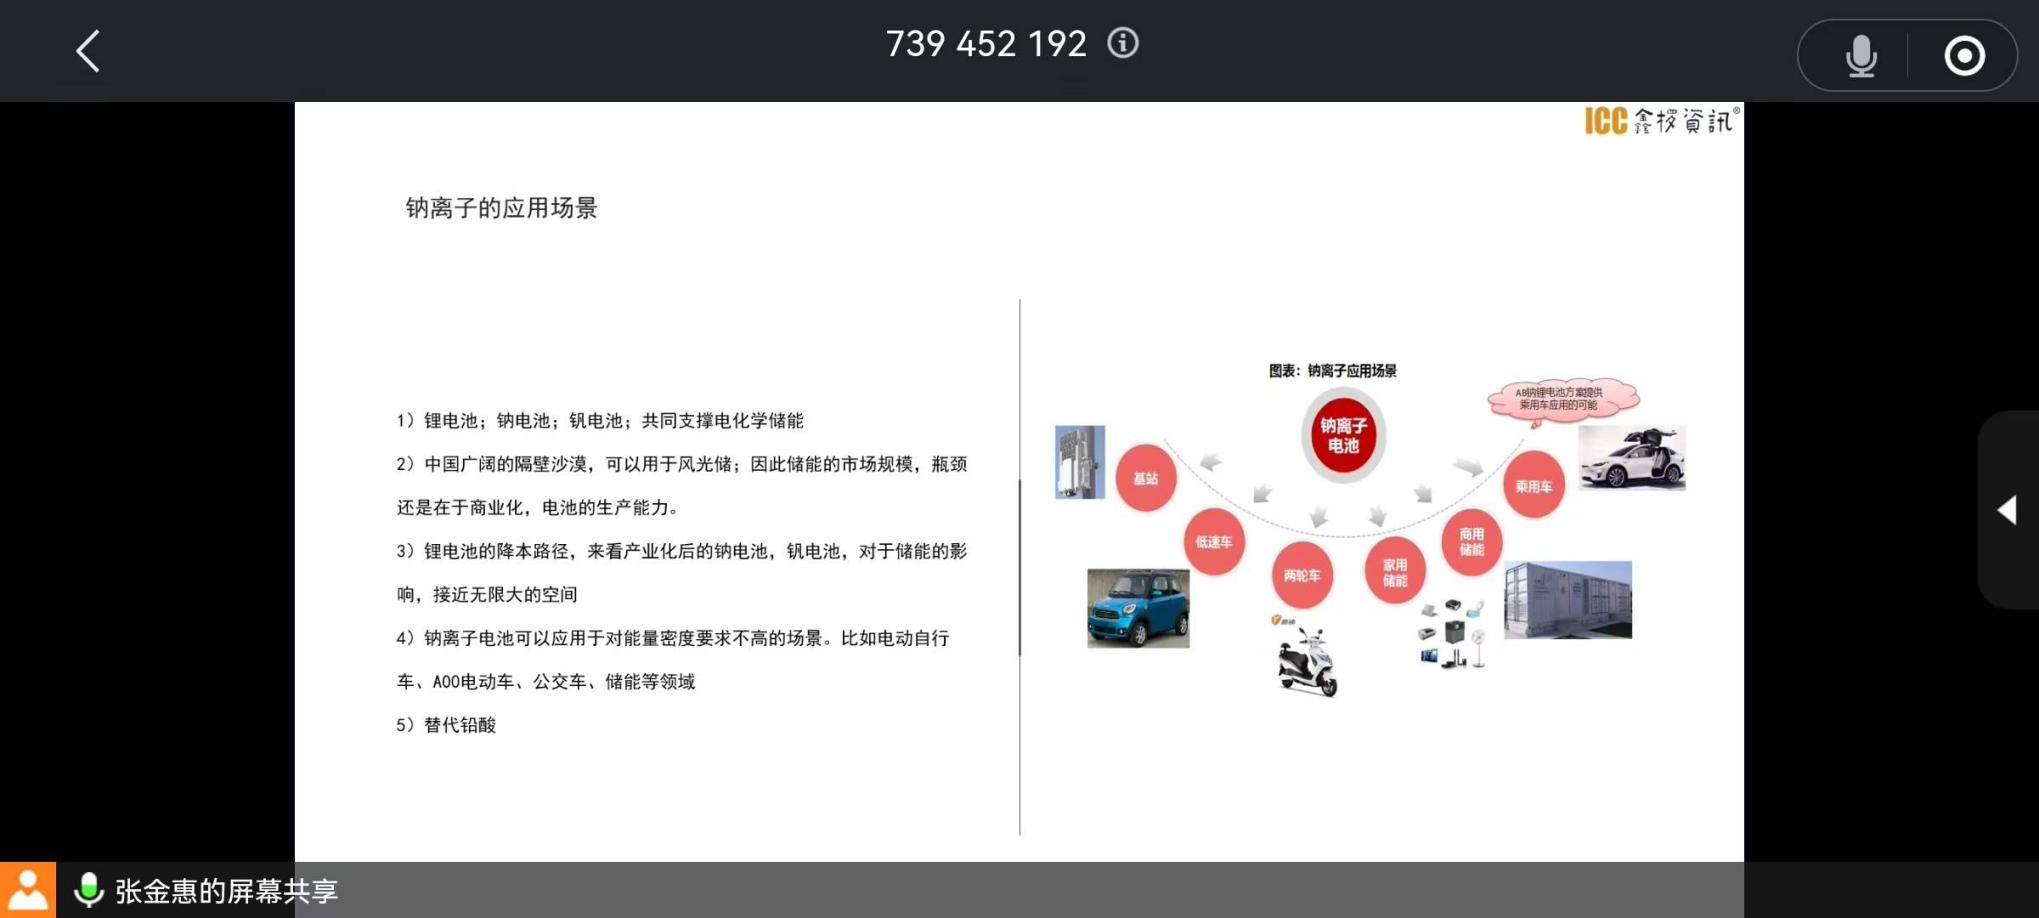 739 452 192
ICC 鑫椤資訊®
钠离子的应用场景
1）锂电池；钠电池；钒电池；共同支撑电化学储能
2）中国广阔的隔壁沙漠，可以用于风光储；因此储能的市场规模，瓶颈
还是在于商业化，电池的生产能力。
3）锂电池的降本路径，来看产业化后的钠电池，钒电池，对于储能的影
响，接近无限大的空间
4）钠离子电池可以应用于对能量密度要求不高的场景。比如电动自行
车、A00电动车、公交车、储能等领域
5）替代铅酸
图表：钠离子应用场景
钠离子
电池
AB钠锂电池方案提供
乘用车应用的可能
基站
低速车
两轮车
家用
储能
商用
储能
乘用车
张金惠的屏幕共享